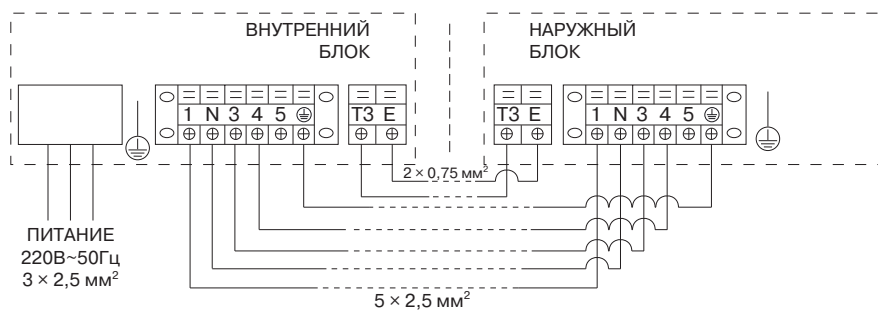 ВНУТРЕННИЙ
БЛОК
НАРУЖНЫЙ
БЛОК
1 N 3 4 5
T3 E
T3 E
1 N 3 4 5
2 × 0,75 мм²
ПИТАНИЕ
220В~50Гц
3 × 2,5 мм²
5 × 2,5 мм²